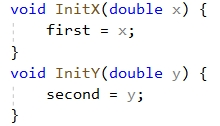 void InitX(double x) {
    first = x;
}
void InitY(double y) {
    second = y;
}